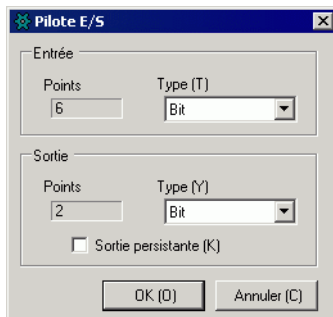 Pilote E/S
Entrée
Points Type (T)
6 Bit
Sortie
Points Type (Y)
2 Bit
Sortie persistante (K)
OK (O) Annuler (C)